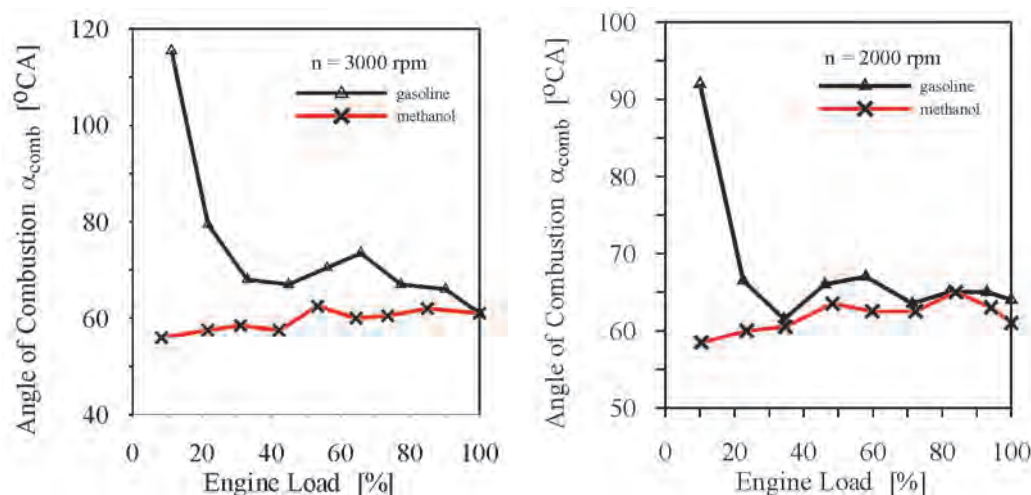 120
100
80
60
40
0 20 40 60 80 100
Engine Load [%]
Angle of Combustion α_comb [°CA]
n = 3000 rpm
gasoline
methanol
100
90
80
70
60
50
0 20 40 60 80 100
Engine Load [%]
Angle of Combustion α_comb [°CA]
n = 2000 rpm
gasoline
methanol